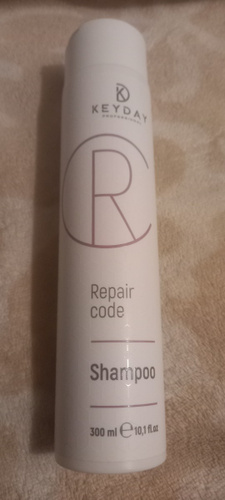 KEYDAY
PROFESSIONAL
Repair
code
Shampoo
300 ml ℮ 10,1 fl.oz